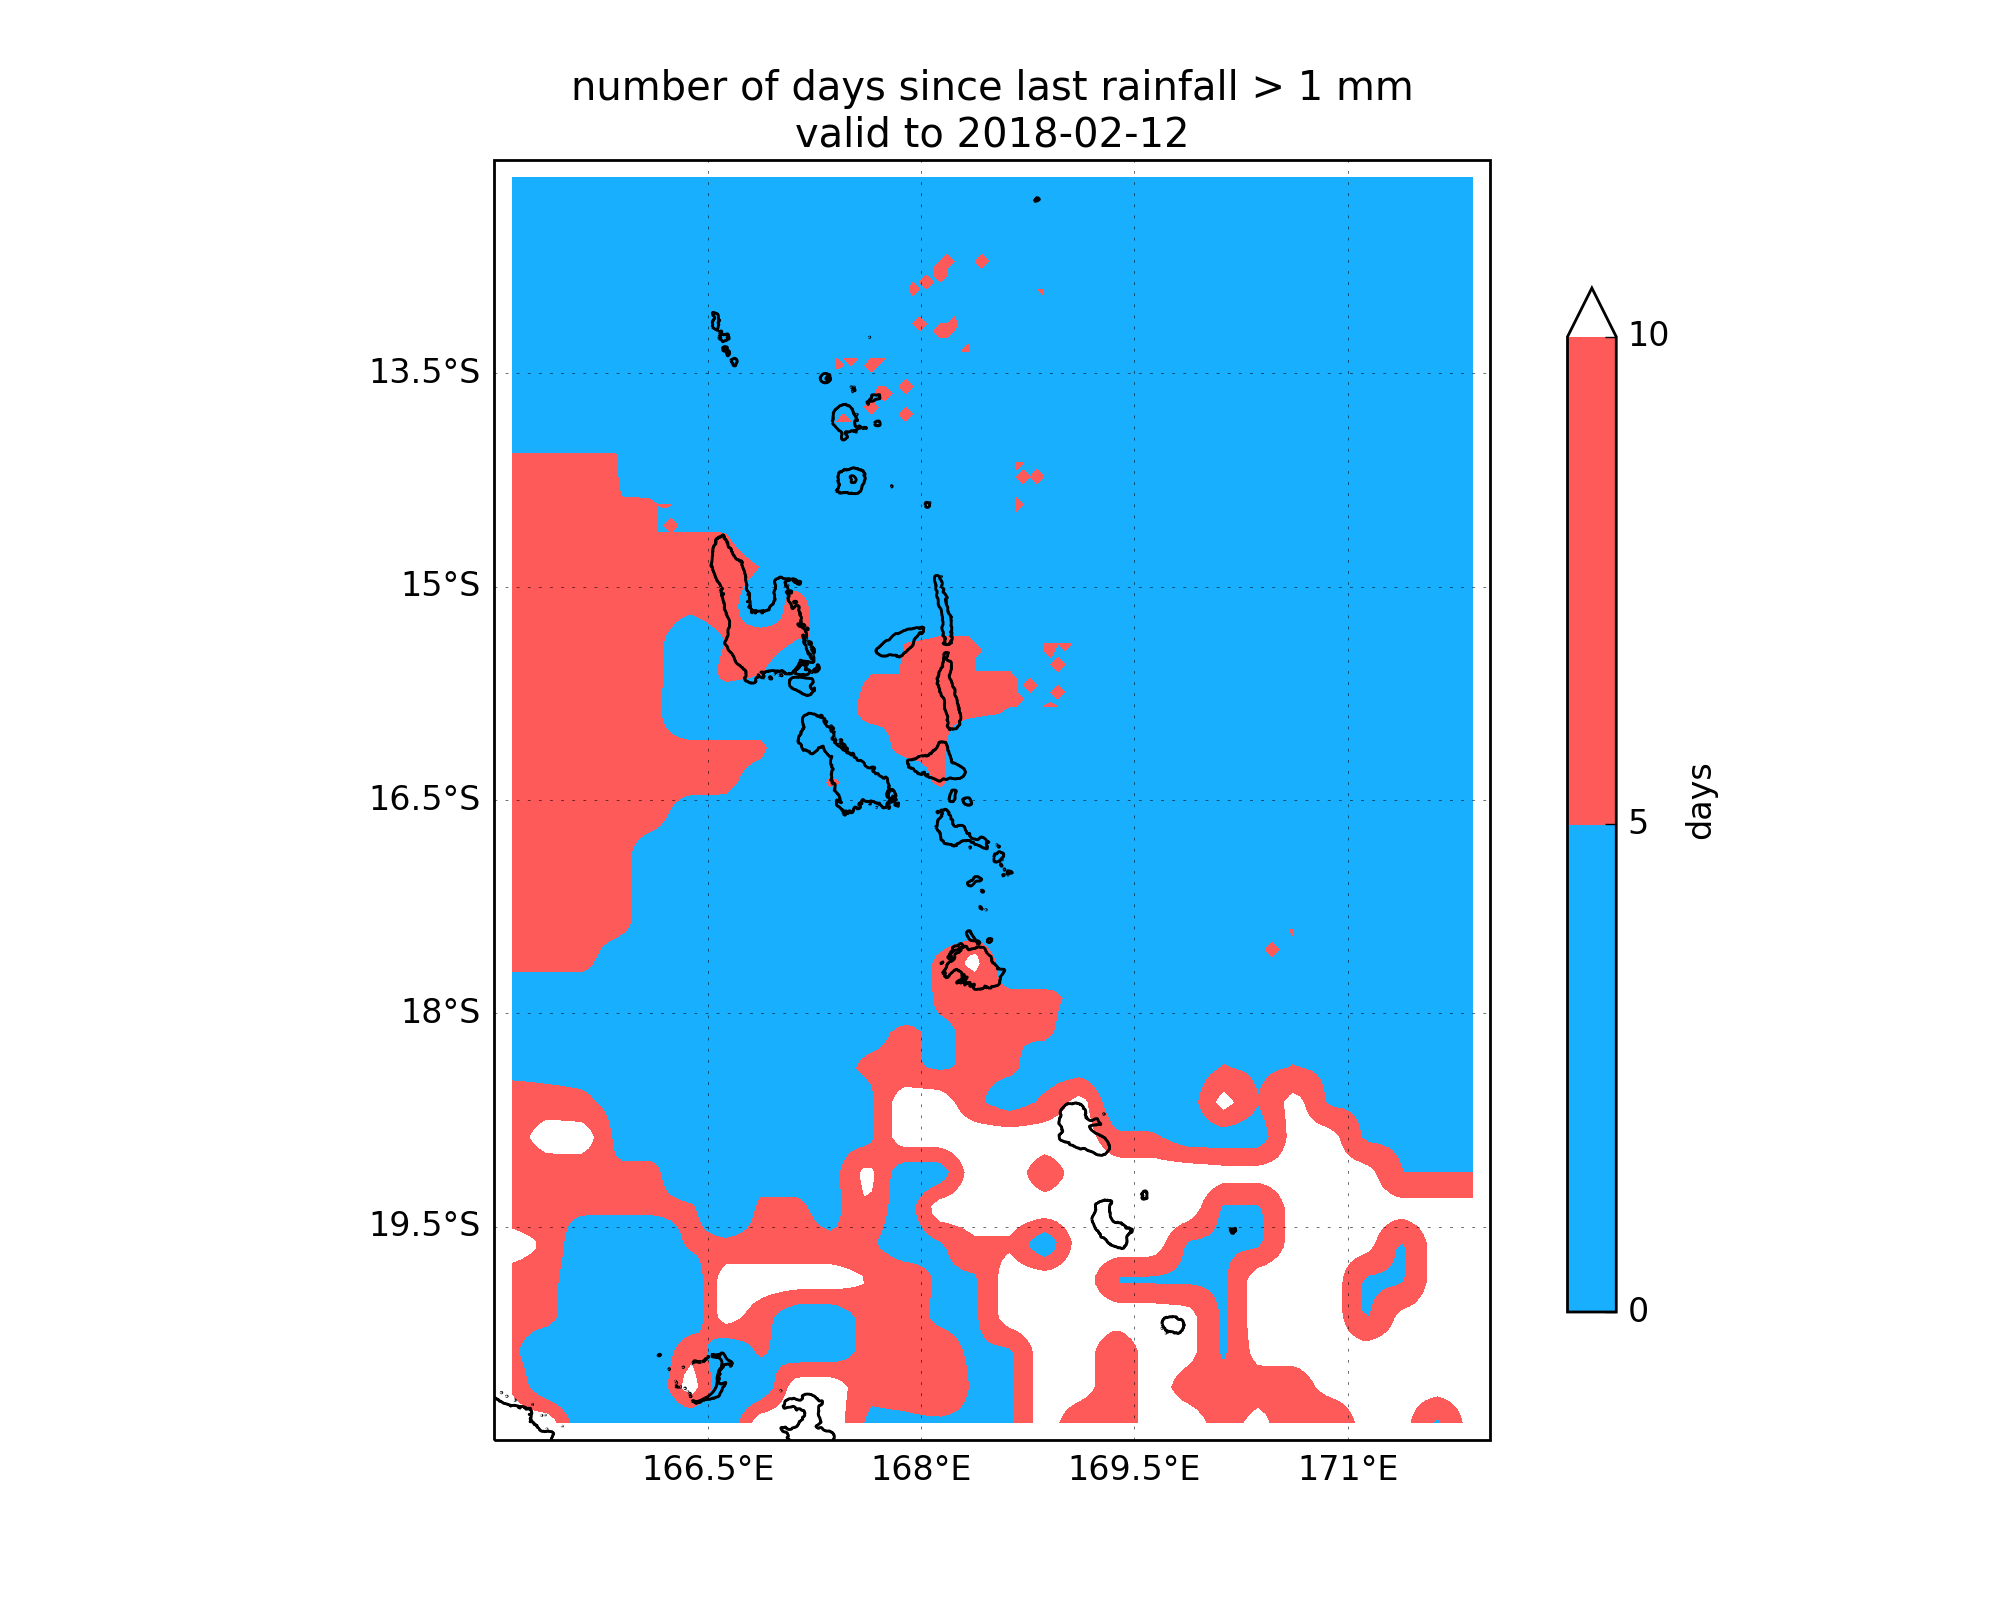 number of days since last rainfall > 1 mm
valid to 2018-02-12
13.5°S
15°S
16.5°S
18°S
19.5°S
166.5°E
168°E
169.5°E
171°E
10
5
0
days